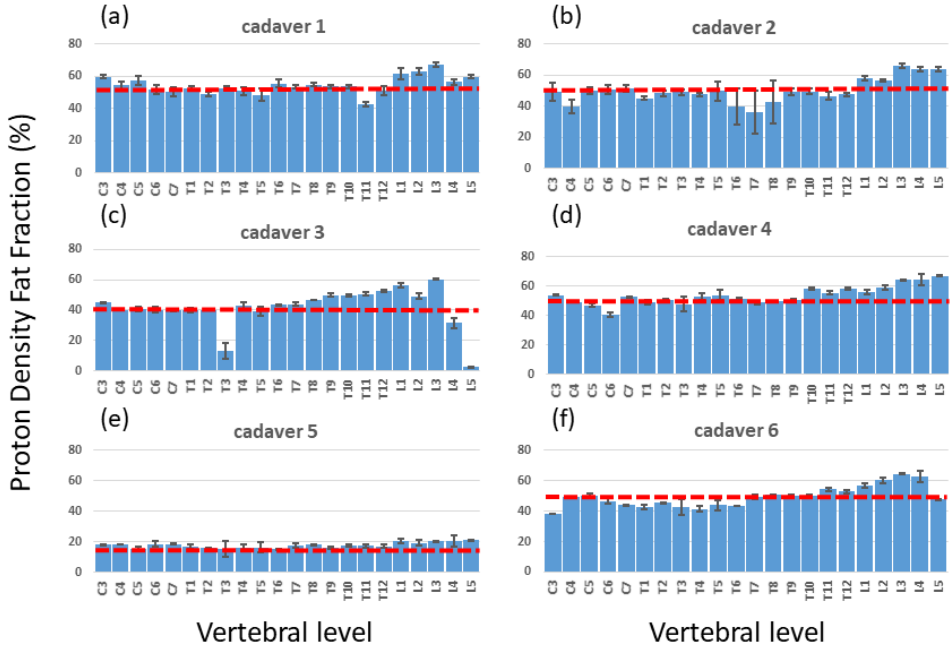 (a)
cadaver 1
80
60
40
20
0
C3 C4 C5 C6 C7 T1 T2 T3 T4 T5 T6 T7 T8 T9 T10 T11 T12 L1 L2 L3 L4 L5
(b)
cadaver 2
80
60
40
20
0
C3 C4 C5 C6 C7 T1 T2 T3 T4 T5 T6 T7 T8 T9 T10 T11 T12 L1 L2 L3 L4 L5
(c)
cadaver 3
80
60
40
20
0
C3 C4 C5 C6 C7 T1 T2 T3 T4 T5 T6 T7 T8 T9 T10 T11 T12 L1 L2 L3 L4 L5
(d)
cadaver 4
80
60
40
20
0
C3 C4 C5 C6 C7 T1 T2 T3 T4 T5 T6 T7 T8 T9 T10 T11 T12 L1 L2 L3 L4 L5
(e)
cadaver 5
80
60
40
20
0
C3 C4 C5 C6 C7 T1 T2 T3 T4 T5 T6 T7 T8 T9 T10 T11 T12 L1 L2 L3 L4 L5
(f)
cadaver 6
80
60
40
20
0
C3 C4 C5 C6 C7 T1 T2 T3 T4 T5 T6 T7 T8 T9 T10 T11 T12 L1 L2 L3 L4 L5
Proton Density Fat Fraction (%)
Vertebral level
Vertebral level